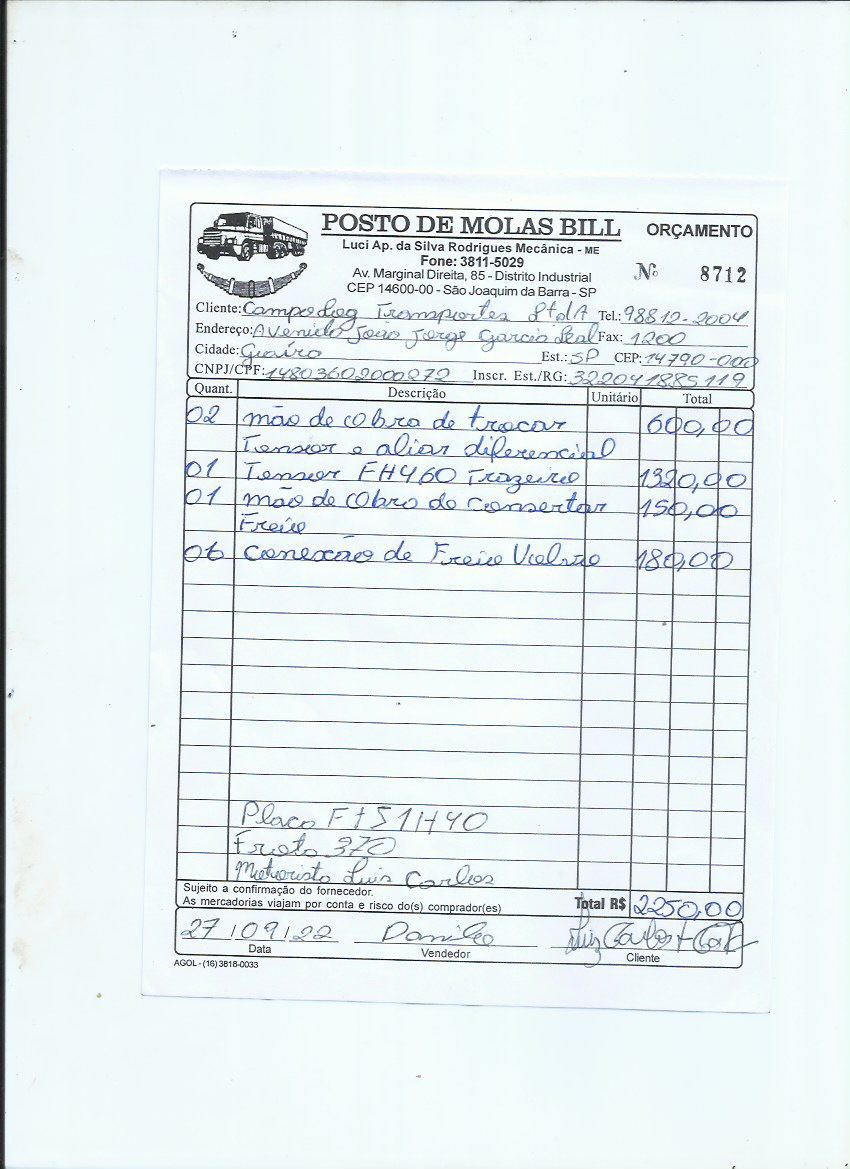 POSTO DE MOLAS BILL
ORÇAMENTO
Luci Ap. da Silva Rodrigues Mecânica - ME
Fone: 3811-5029
Av. Marginal Direita, 85 - Distrito Industrial
CEP 14600-00 - São Joaquim da Barra - SP
Nº 8712
Cliente: Campo Log Transportes LtdA Tel.: 98812-2004
Endereço: Avenida João Jorge Garcia Leal Fax: 1200
Cidade: Guaíra Est.: SP CEP: 14790-000
CNPJ/CPF: 14803602000272 Inscr. Est./RG: 322041885119
Quant. Descrição Unitário Total
02 mão de obra de trocar 600,00
Tensor e aliar diferencial
01 Tensor FH460 Trazeiro 1320,00
01 mão de obra de consertar 150,00
Freio
06 conexão de Freio 180,00
Placa
Frota 370
Motorista Luis Carlos
Sujeito a confirmação do fornecedor.
As mercadorias viajam por conta e risco do(s) comprador(es)
Total R$ 2250,00
27/09/22 Danilo Luiz Carlos
Data Vendedor Cliente
AGOL - (16) 3818-0033